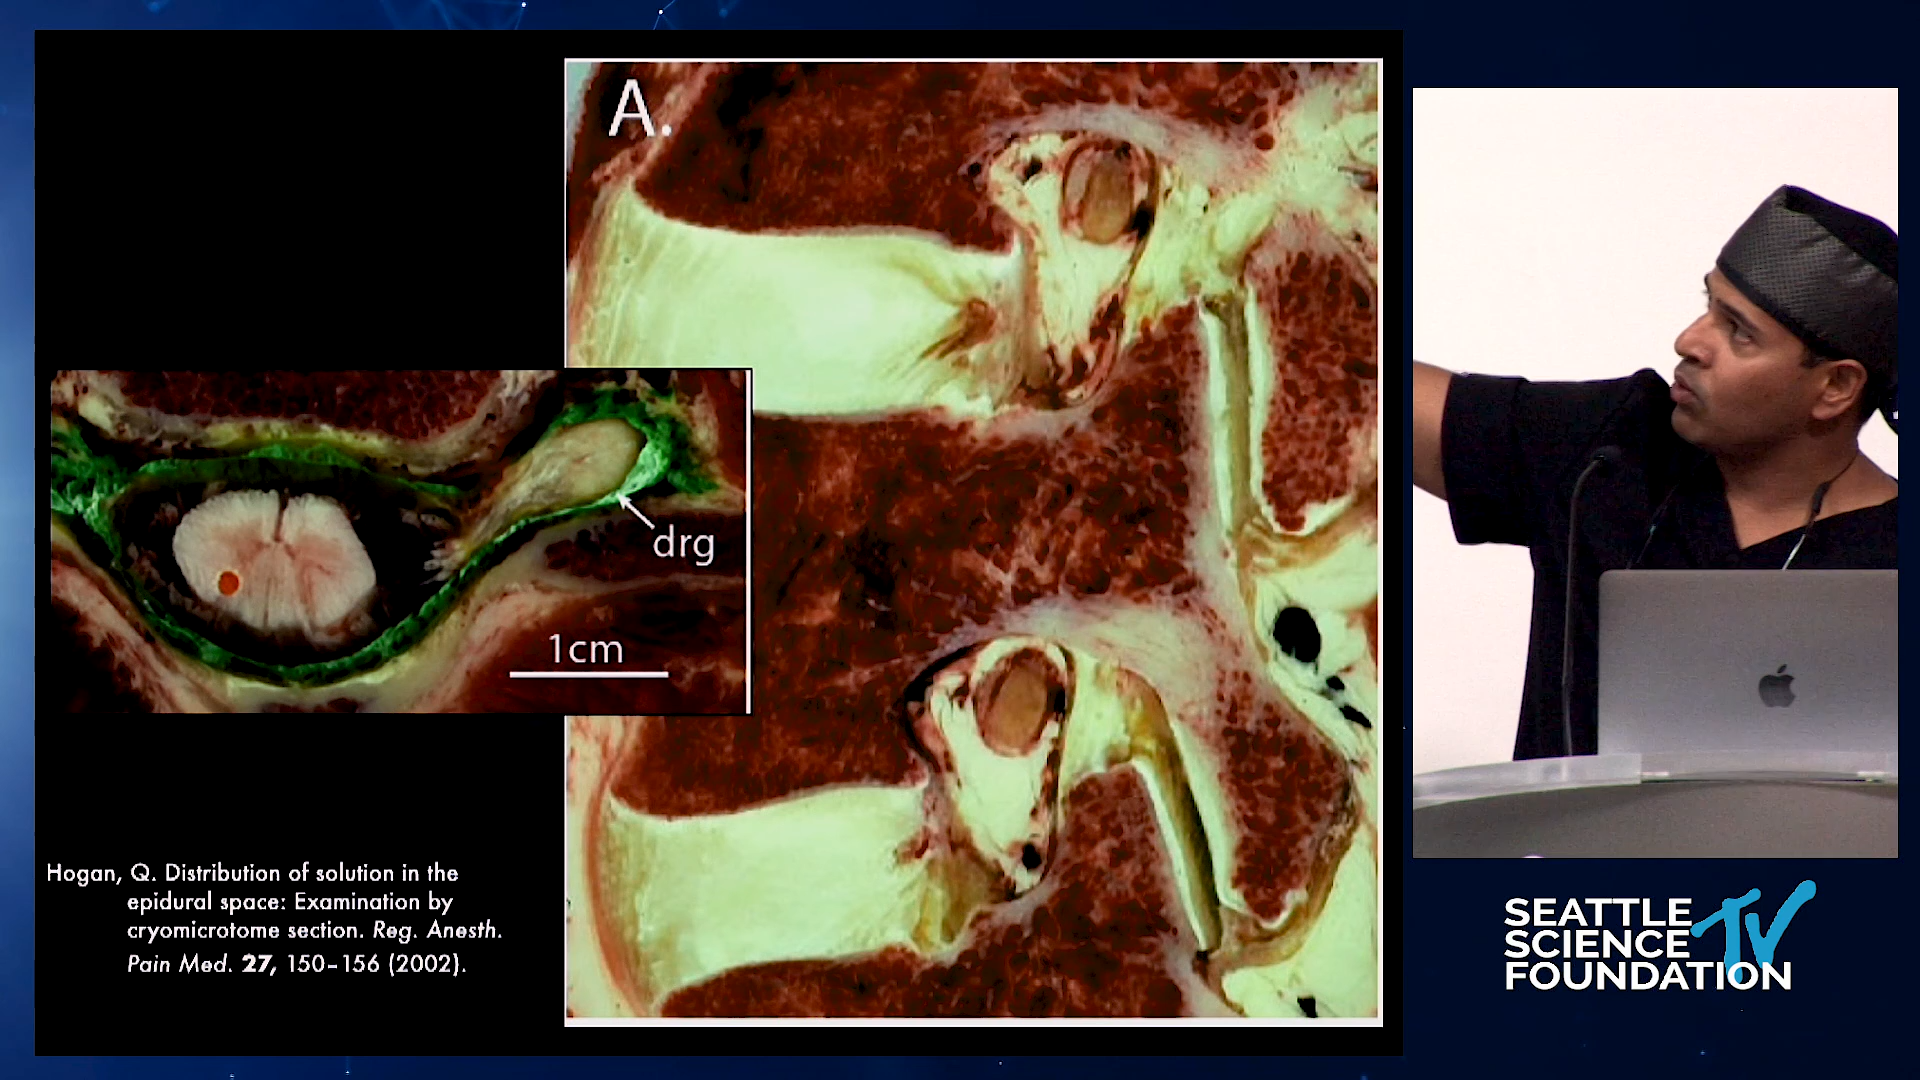 A.
drg
1cm
Hogan, Q. Distribution of solution in the
epidural space: Examination by
cryomicrotome section. Reg. Anesth.
Pain Med. 27, 150–156 (2002).
SEATTLE
SCIENCE
FOUNDATION
TV